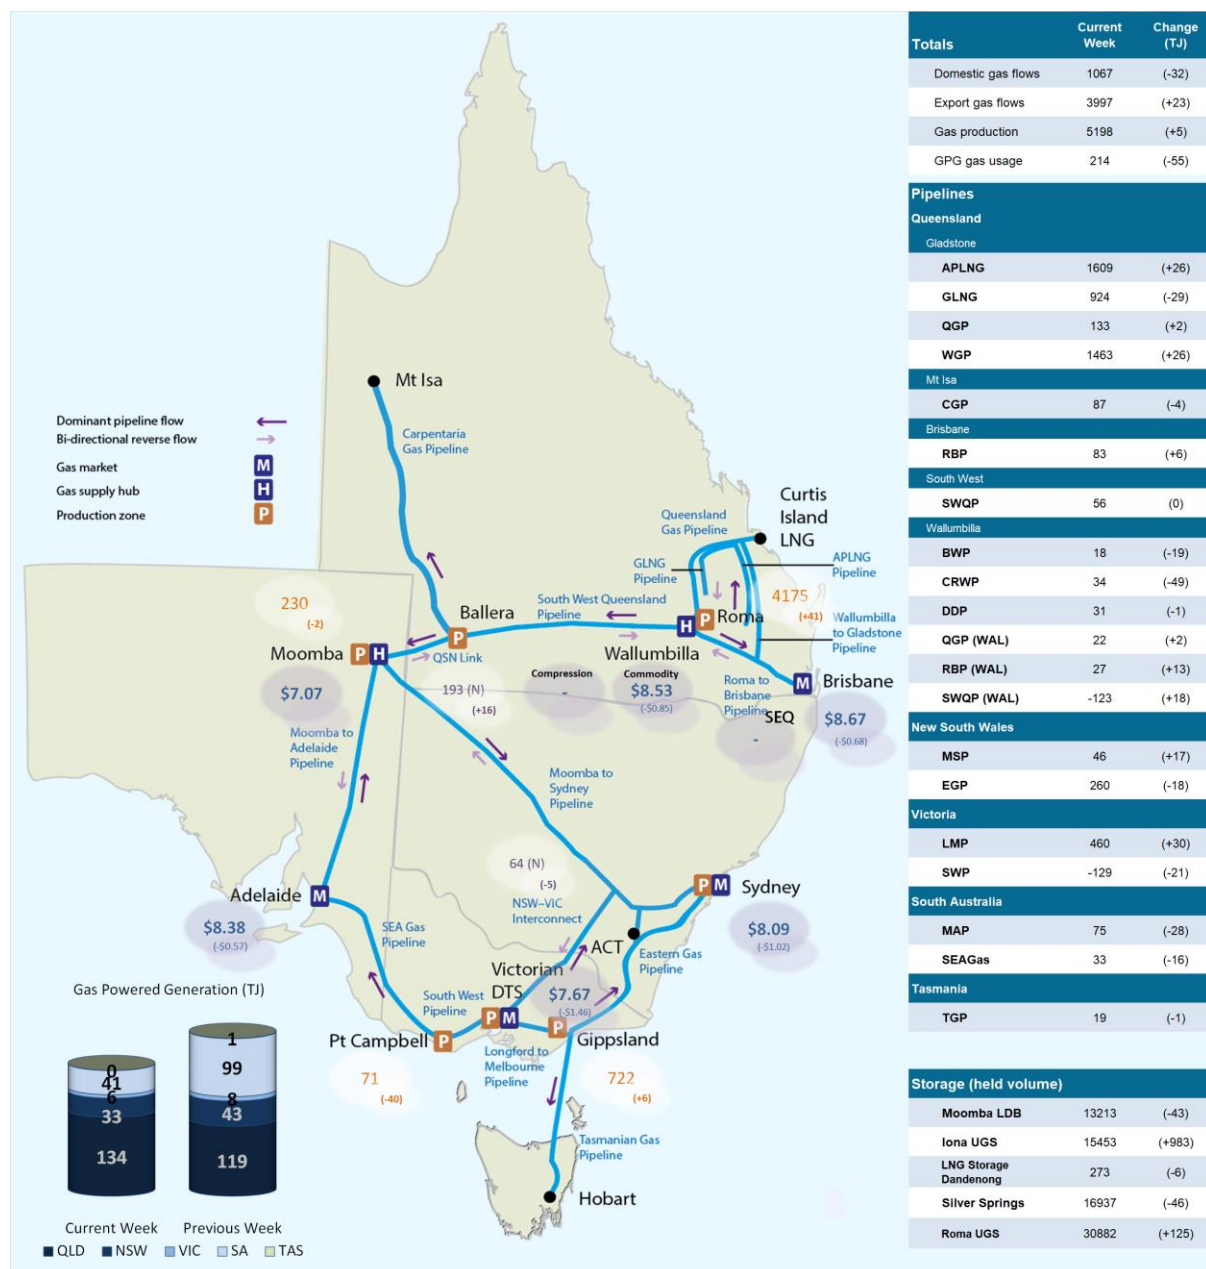 Mt Isa
Dominant pipeline flow
Bi-directional reverse flow
Gas market M
Gas supply hub H
Production zone P
Carpentaria
Gas Pipeline
Curtis
Island
LNG
Queensland
Gas Pipeline
GLNG
Pipeline
APLNG
Pipeline
230
(-2)
Ballera
South West Queensland
Pipeline
P
Roma
4175
(+41)
Wallumbilla
to Gladstone
Pipeline
H
P
Moomba
P H
QSN Link
Wallumbilla
$7.07
193 (N)
(+16)
Compression
-
Commodity
$8.53
(-$0.85)
Roma to
Brisbane
Pipeline
M
Brisbane
SEQ
-
$8.67
(-$0.68)
Moomba to
Adelaide
Pipeline
Moomba to
Sydney
Pipeline
64 (N)
(-5)
NSW–VIC
Interconnect
Adelaide
M
P M
Sydney
$8.38
(-$0.57)
SEA Gas
Pipeline
ACT
Eastern Gas
Pipeline
$8.09
(-$1.02)
Victorian
DTS
$7.67
(-$1.46)
South West
Pipeline
P
M
P
Pt Campbell
P
Gippsland
Longford to
Melbourne
Pipeline
71
(-40)
722
(+6)
Tasmanian Gas
Pipeline
Hobart
Gas Powered Generation (TJ)
0
41
6
33
134
1
99
8
43
119
Current Week
Previous Week
QLD NSW VIC SA TAS
Totals Current Week Change (TJ)
Domestic gas flows 1067 (-32)
Export gas flows 3997 (+23)
Gas production 5198 (+5)
GPG gas usage 214 (-55)
Pipelines
Queensland
Gladstone
APLNG 1609 (+26)
GLNG 924 (-29)
QGP 133 (+2)
WGP 1463 (+26)
Mt Isa
CGP 87 (-4)
Brisbane
RBP 83 (+6)
South West
SWQP 56 (0)
Wallumbilla
BWP 18 (-19)
CRWP 34 (-49)
DDP 31 (-1)
QGP (WAL) 22 (+2)
RBP (WAL) 27 (+13)
SWQP (WAL) -123 (+18)
New South Wales
MSP 46 (+17)
EGP 260 (-18)
Victoria
LMP 460 (+30)
SWP -129 (-21)
South Australia
MAP 75 (-28)
SEAGas 33 (-16)
Tasmania
TGP 19 (-1)
Storage (held volume)
Moomba LDB 13213 (-43)
Iona UGS 15453 (+983)
LNG Storage
Dandenong 273 (-6)
Silver Springs 16937 (-46)
Roma UGS 30882 (+125)